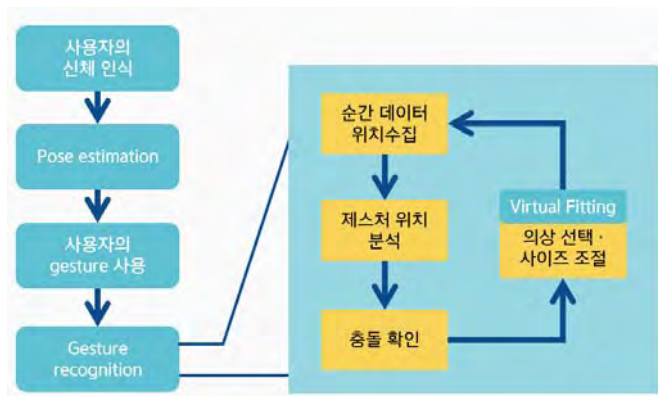 사용자의
신체 인식
Pose estimation
사용자의
gesture 사용
Gesture
recognition
순간 데이터
위치수집
제스처 위치
분석
충돌 확인
Virtual Fitting
의상 선택 ·
사이즈 조절